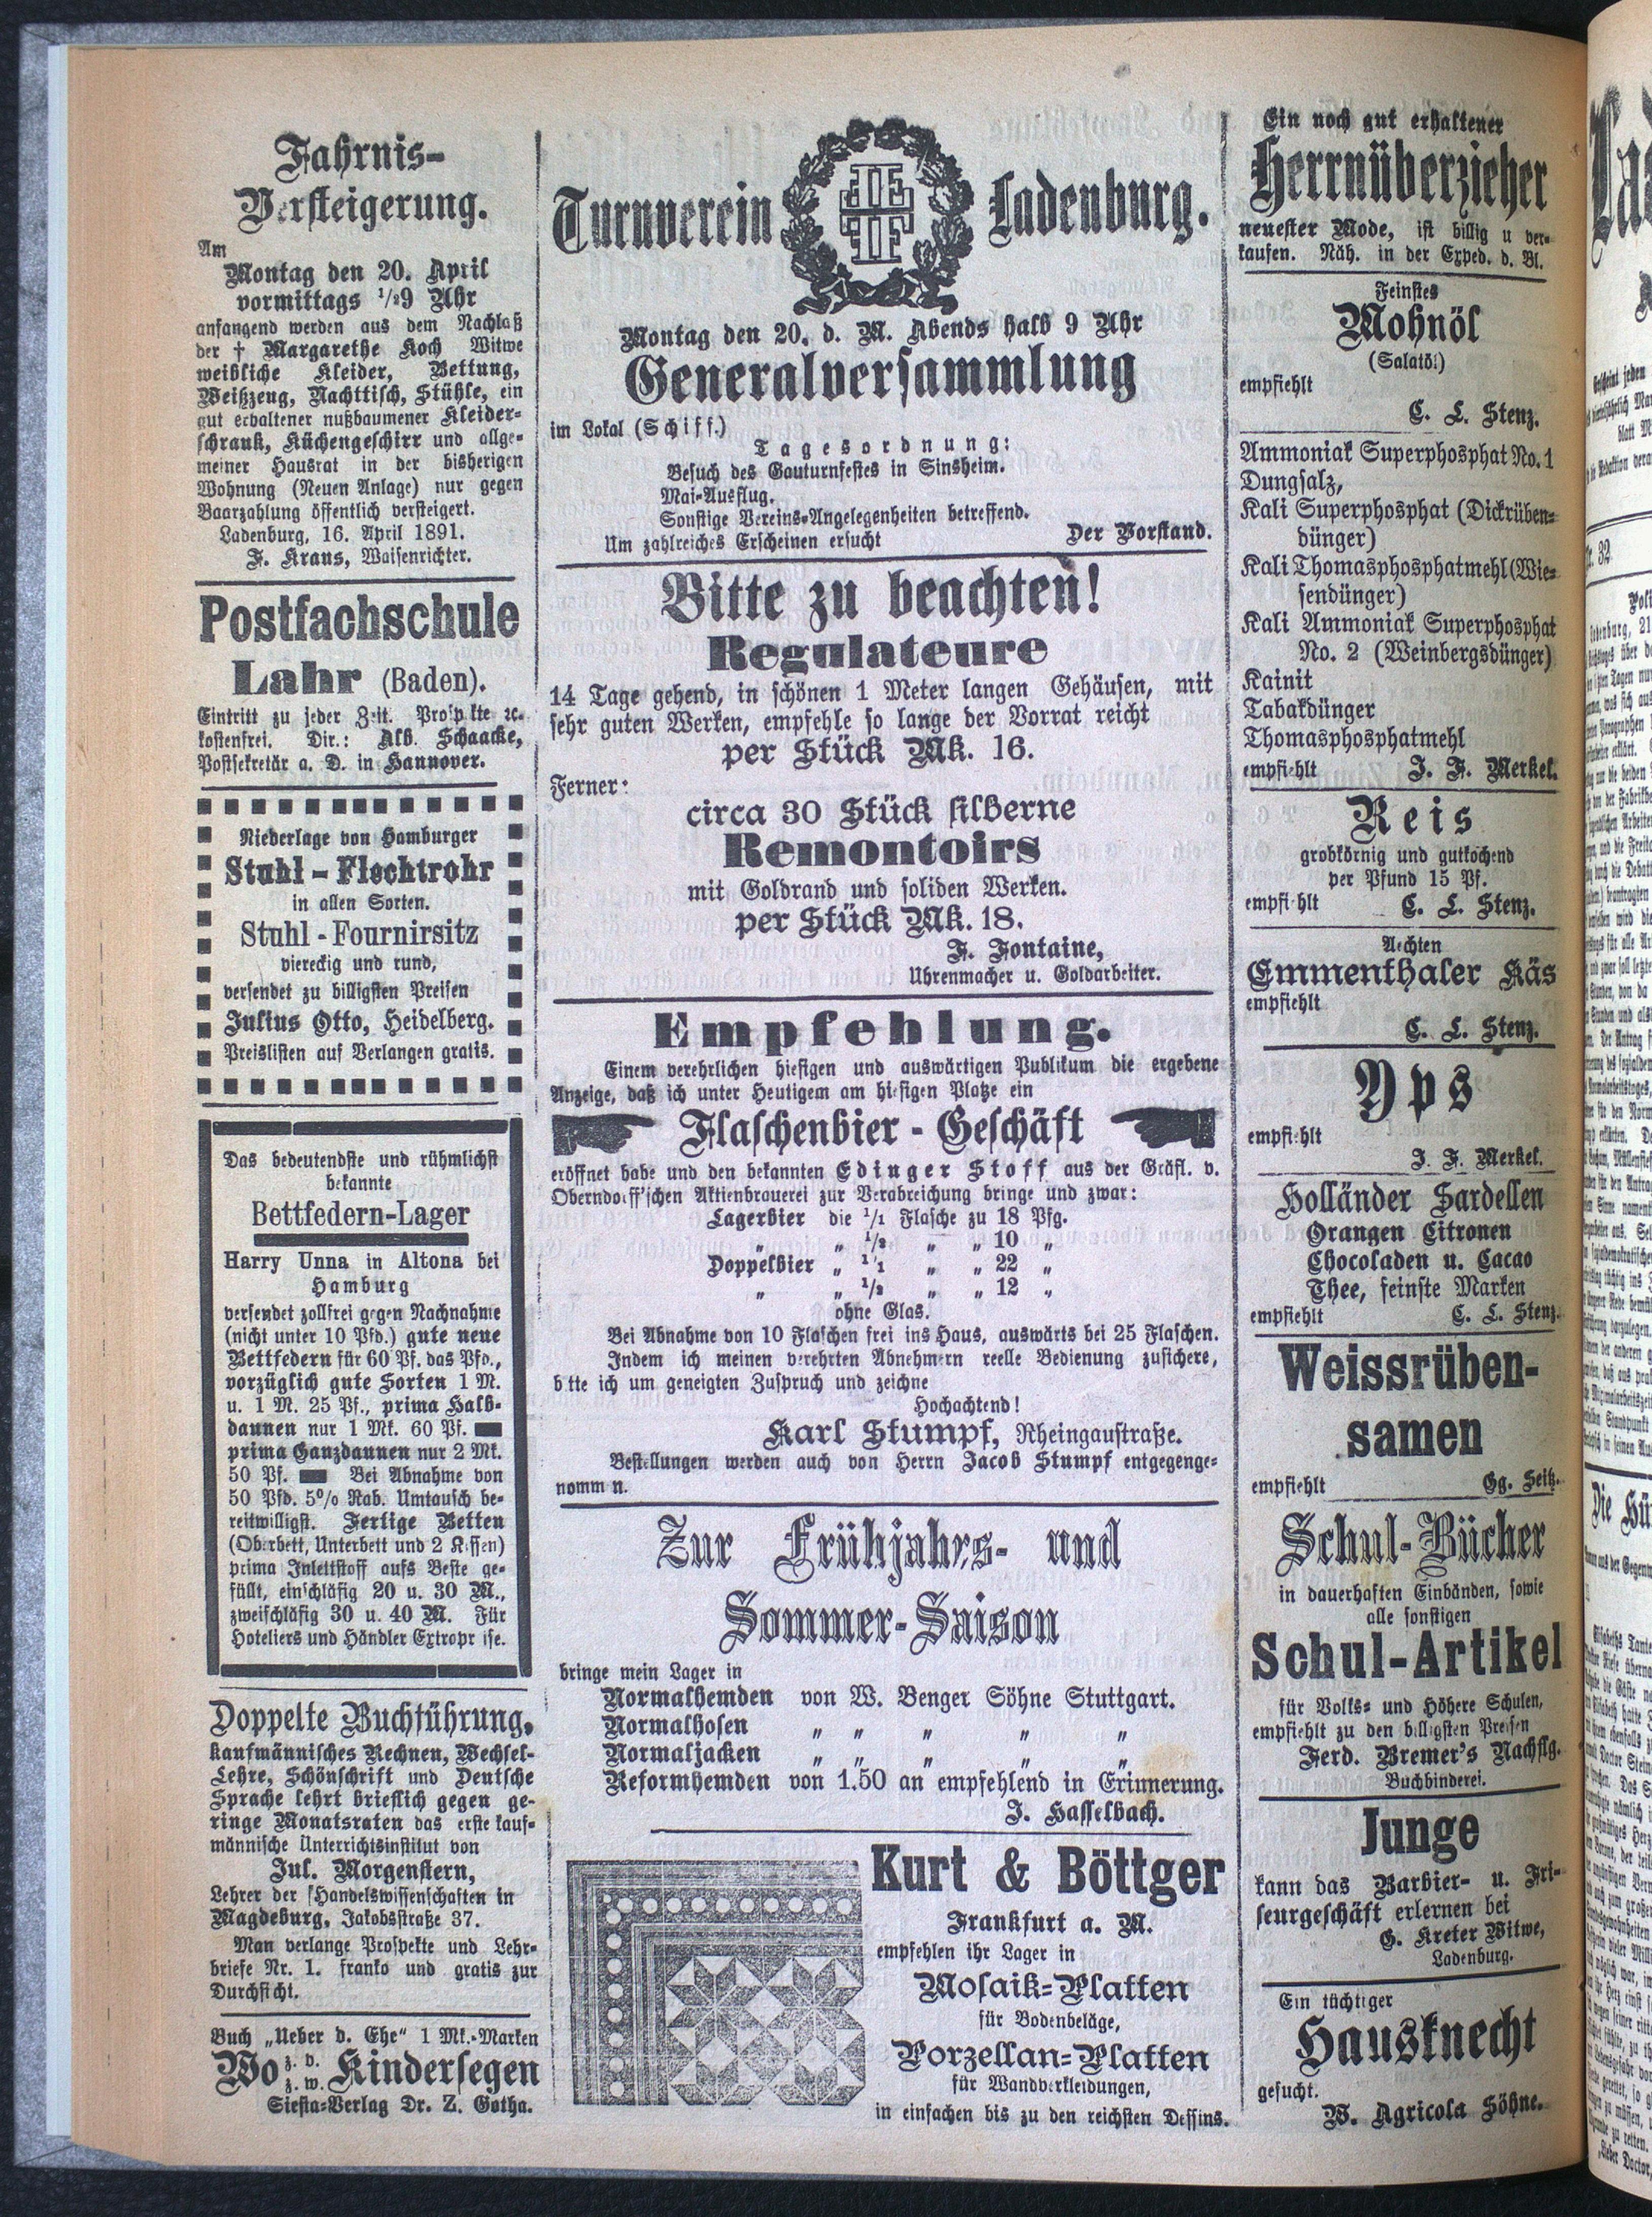 Fahrnis-
Versteigerung.
Am
Montag den 20. April
vormittags 1/29 Uhr
anfangend werden aus dem Nachlaß
der † Margarethe Koch Witwe
weibliche Kleider, Bettung,
Weißzeug, Nachttisch, Stühle, ein
gut erhaltener nußbaumener Kleider-
schrank, Küchengeschirr und allge-
meiner Hausrat in der bisherigen
Wohnung (Neuen Anlage) nur gegen
Baarzahlung öffentlich versteigert.
Ladenburg, 16. April 1891.
F. Kraus, Waisenrichter.
Postfachschule
Lahr (Baden).
Eintritt zu jeder Zeit. Prospekte ꝛc.
kostenfrei. Dir.: Alb. Schaacke,
Postsekretär a. D. in Hannover.
Niederlage von Hamburger
Stuhl-Flechtrohr
in allen Sorten.
Stuhl-Fournirsitz
viereckig und rund,
versendet zu billigsten Preisen
Julius Otto, Heidelberg.
Preislisten auf Verlangen gratis.
Das bedeutendste und rühmlichst
bekannte
Bettfedern-Lager
Harry Unna in Altona bei
Hamburg
versendet zollfrei gegen Nachnahme
(nicht unter 10 Pfd.) gute neue
Bettfedern für 60 Pf. das Pfd.,
vorzüglich gute Sorten 1 M.
u. 1 M. 25 Pf., prima Halb-
daunen nur 1 Mk. 60 Pf.
prima Ganzdaunen nur 2 Mk.
50 Pf. Bei Abnahme von
50 Pfd. 5% Rab. Umtausch be-
reitwilligst. Fertige Betten
(Oberbett, Unterbett und 2 Kissen)
prima Inlettstoff aufs Beste ge-
füllt, einschläfig 20 u. 30 M.,
zweischläfig 30 u. 40 M. Für
Hoteliers und Händler Extrapreise.
Doppelte Buchführung,
kaufmännisches Rechnen, Wechsel-
Lehre, Schönschrift und Deutsche
Sprache lehrt brieflich gegen ge-
ringe Monatsraten das erste kauf-
männische Unterrichtsinstitut von
Jul. Morgenstern,
Lehrer der Handelswissenschaften in
Magdeburg, Jakobsstraße 37.
Man verlange Prospekte und Lehr-
briefe Nr. 1. franko und gratis zur
Durchsicht.
Buch „Ueber d. Ehe“ 1 Mk.-Marken
Wo z. v. z. w. Kindersegen
Siesta-Verlag Dr. Z. Gotha.
Turnverein Ladenburg.
Montag den 20. d. M. Abends halb 9 Uhr
Generalversammlung
im Lokal (Schiff.)
Tagesordnung:
Besuch des Gauturnfestes in Sinsheim.
Mai-Ausflug.
Sonstige Vereins-Angelegenheiten betreffend.
Um zahlreiches Erscheinen ersucht Der Vorstand.
Bitte zu beachten!
Regulateure
14 Tage gehend, in schönen 1 Meter langen Gehäusen, mit
sehr guten Werken, empfehle so lange der Vorrat reicht
per Stück Mk. 16.
Ferner:
circa 30 Stück silberne
Remontoirs
mit Goldrand und soliden Werken.
per Stück Mk. 18.
F. Fontaine,
Uhrenmacher u. Goldarbeiter.
Empfehlung.
Einem verehrlichen hiesigen und auswärtigen Publikum die ergebene
Anzeige, daß ich unter Heutigem am hiesigen Platze ein
Flaschenbier-Geschäft
eröffnet habe und den bekannten Edinger Stoff aus der Gräfl. v.
Oberndorff'schen Aktienbrauerei zur Verabreichung bringe und zwar:
Lagerbier die 1/1 Flasche zu 18 Pfg.
„ „ 1/2 „ „ 10 „
Doppelbier „ 1/1 „ „ 22 „
„ „ 1/2 „ „ 12 „
ohne Glas.
Bei Abnahme von 10 Flaschen frei ins Haus, auswärts bei 25 Flaschen.
Indem ich meinen verehrten Abnehmern reelle Bedienung zusichere,
bitte ich um geneigten Zuspruch und zeichne
Hochachtend!
Karl Stumpf, Rheingaustraße.
Bestellungen werden auch von Herrn Jacob Stumpf entgegenge-
nommen.
Zur Frühjahrs- und
Sommer-Saison
bringe mein Lager in
Normalhemden von W. Benger Söhne Stuttgart.
Normalhosen „ „ „ „ „
Normaljacken „ „ „ „ „
Reformhemden von 1.50 an empfehlend in Erinnerung.
J. Hasselbach.
Kurt & Böttger
Frankfurt a. M.
empfehlen ihr Lager in
Mosaik-Platten
für Bodenbeläge,
Porzellan-Platten
für Wandverkleidungen,
in einfachen bis zu den reichsten Dessins.
Ein noch gut erhaltener
Herrnüberzieher
neuester Mode, ist billig u ver-
kaufen. Näh. in der Exped. d. Bl.
Feinstes
Mohnöl
(Salatöl)
empfiehlt
C. L. Stenz.
Ammoniak Superphosphat No. 1
Dungsalz,
Kali Superphosphat (Dickrüben-
dünger)
Kali Thomasphosphatmehl (Wie-
sendünger)
Kali Ammoniak Superphosphat
No. 2 (Weinbergsdünger)
Kainit
Tabakdünger
Thomasphosphatmehl
empfiehlt J. F. Merkel.
Reis
grobkörnig und gutkochend
per Pfund 15 Pf.
empfiehlt C. L. Stenz.
Aechten
Emmenthaler Käs
empfiehlt
C. L. Stenz.
Yps
empfiehlt
J. F. Merkel.
Holländer Sardellen
Orangen Citronen
Chocoladen u. Cacao
Thee, feinste Marken
empfiehlt C. L. Stenz.
Weissrüben-
samen
empfiehlt Gg. Seitz.
Schul-Bücher
in dauerhaften Einbänden, sowie
alle sonstigen
Schul-Artikel
für Volks- und Höhere Schulen,
empfiehlt zu den billigsten Preisen
Ferd. Bremer's Nachflg.
Buchbinderei.
Junge
kann das Barbier- u. Fri-
seurgeschäft erlernen bei
G. Kreter Witwe,
Ladenburg.
Ein tüchtiger
Hausknecht
gesucht.
W. Agricola Söhne.